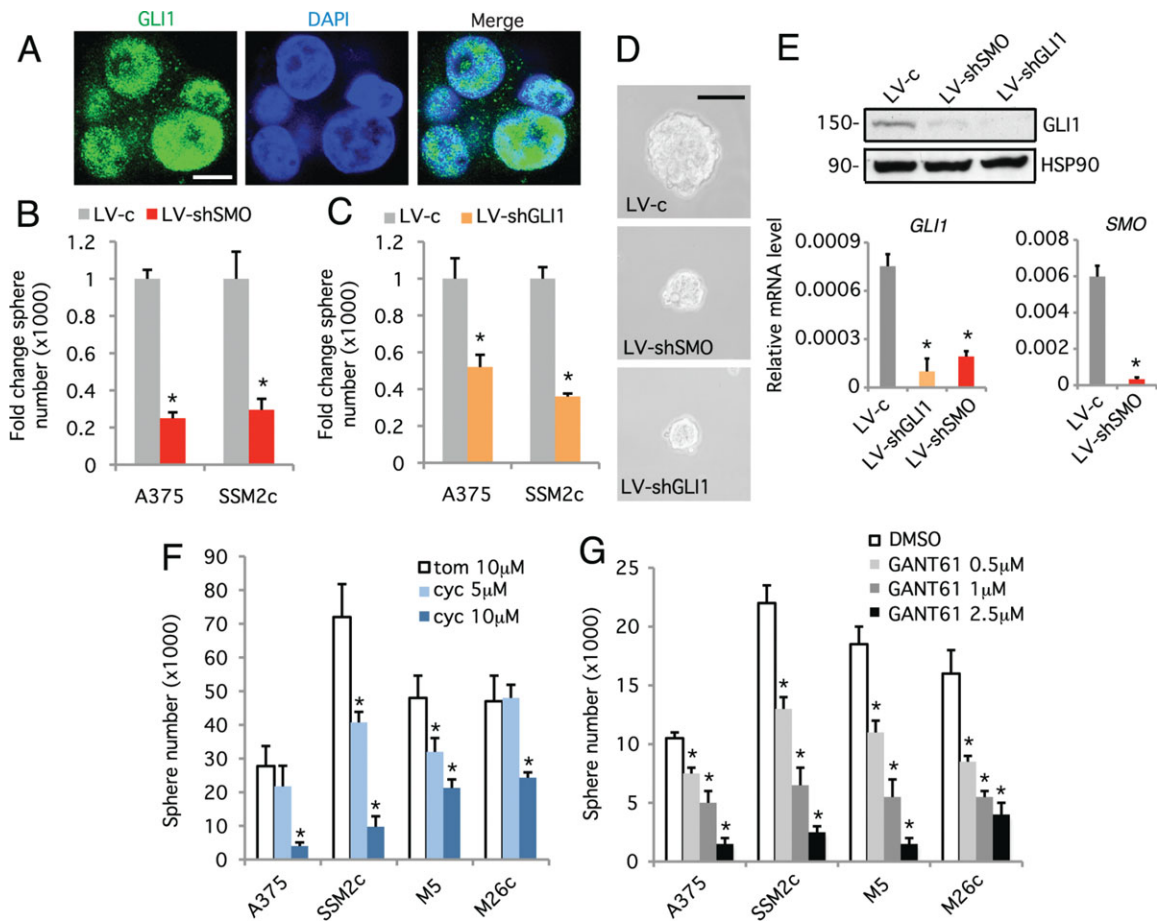 A
GLI1
DAPI
Merge
B
LV-c
LV-shSMO
Fold change sphere
number (x1000)
1.2
1
0.8
0.6
0.4
0.2
0
*
*
A375
SSM2c
C
LV-c
LV-shGLI1
Fold change sphere
number (x1000)
1.2
1
0.8
0.6
0.4
0.2
0
*
*
A375
SSM2c
D
LV-c
LV-shSMO
LV-shGLI1
E
LV-c
LV-shSMO
LV-shGLI1
150-
GLI1
90-
HSP90
GLI1
Relative mRNA level
0.0009
0.0006
0.0003
0
*
*
LV-c
LV-shGLI1
LV-shSMO
SMO
0.008
0.006
0.004
0.002
0
*
LV-c
LV-shSMO
F
tom 10μM
cyc 5μM
cyc 10μM
Sphere number (x1000)
90
80
70
60
50
40
30
20
10
0
*
*
*
*
*
*
A375
SSM2c
M5
M26c
G
DMSO
GANT61 0.5μM
GANT61 1μM
GANT61 2.5μM
Sphere number (x1000)
25
20
15
10
5
0
*
*
*
*
*
*
*
*
*
*
*
*
A375
SSM2c
M5
M26c